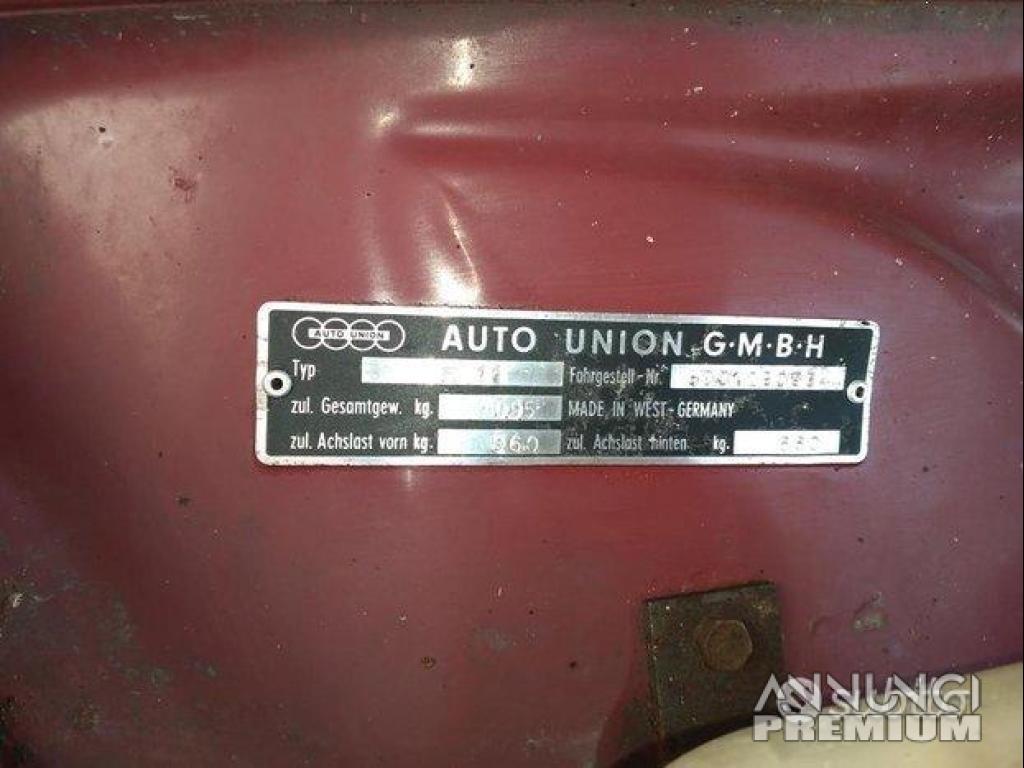 AUTO UNION
AUTO UNION G·M·B·H
Typ F 12 Fahrgestell-Nr.
zul. Gesamtgew. kg. MADE IN WEST-GERMANY
zul. Achslast vorn kg. zul. Achslast hinten kg.
ANNUNCI
PREMIUM